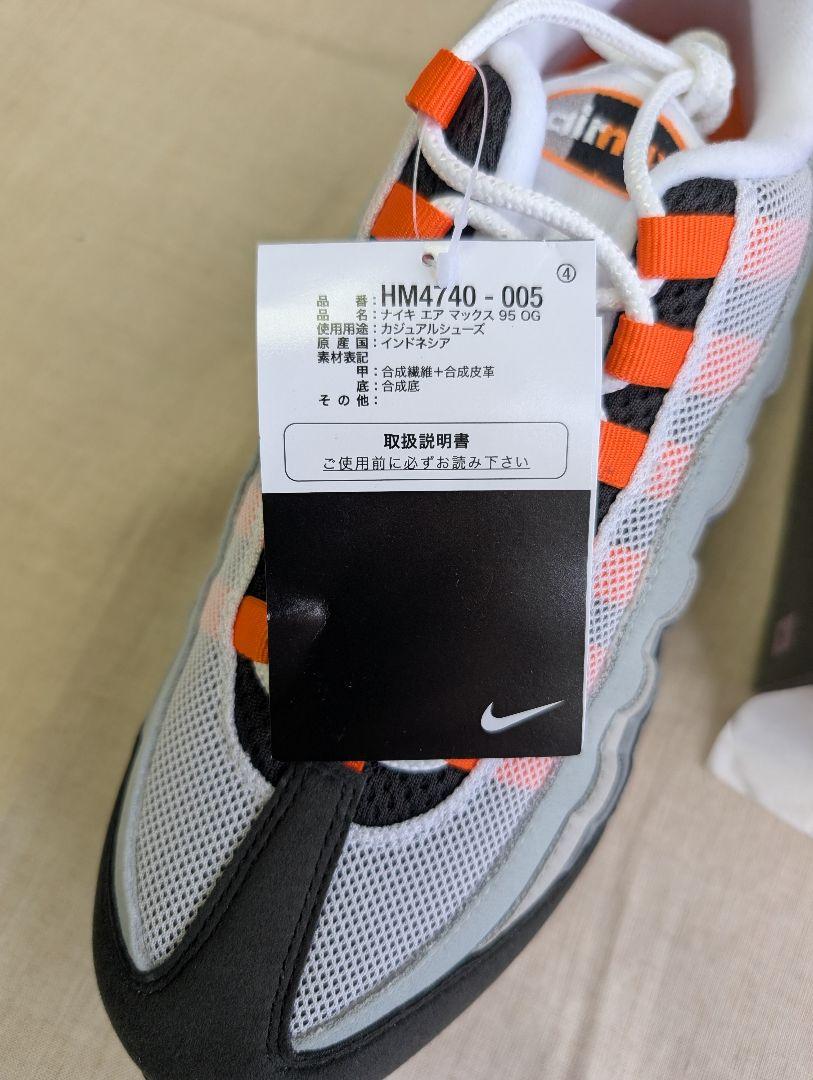 air
④
品番：HM4740-005
品名：ナイキ エア マックス 95 OG
使用用途：カジュアルシューズ
原産国：インドネシア
素材表記
甲：合成繊維+合成皮革
底：合成底
その他：
取扱説明書
ご使用前に必ずお読み下さい